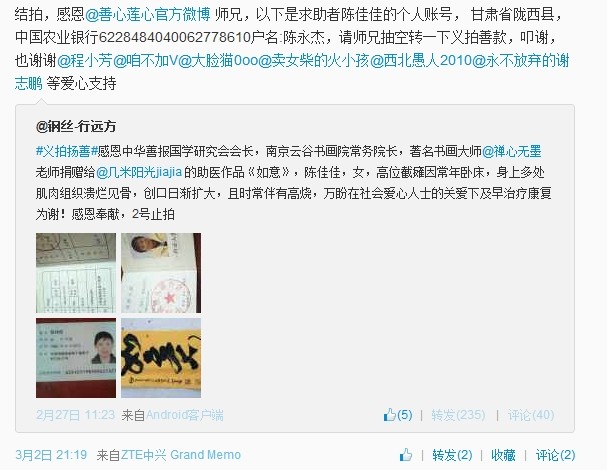 结拍，感恩@善心莲心官方微博 师兄，以下是求助者陈佳佳的个人账号， 甘肃省陇西县，
中国农业银行6228484040062778610户名:陈永杰，请师兄抽空转一下义拍善款，叩谢，
也谢谢@程小芳@咱不加V@大脸猫0oo@卖女柴的火小孩@西北愚人2010@永不放弃的谢
志鹏 等爱心支持
@钢丝-行远方
#义拍扬善#感恩中华善报国学研究会会长，南京云谷书画院常务院长，著名书画大师@禅心无墨
老师捐赠给@几米阳光jiajia 的助医作品《如意》，陈佳佳，女，高位截瘫因常年卧床，身上多处
肌肉组织溃烂见骨，创口日渐扩大，且时常伴有高烧，万盼在社会爱心人士的关爱下及早治疗康复
为谢！感恩奉献，2号止拍
2月27日 11:23 来自Android客户端
(5) | 转发(235) | 评论(40)
3月2日 21:19 来自ZTE中兴 Grand Memo
| 转发(2) | 收藏 | 评论(2)